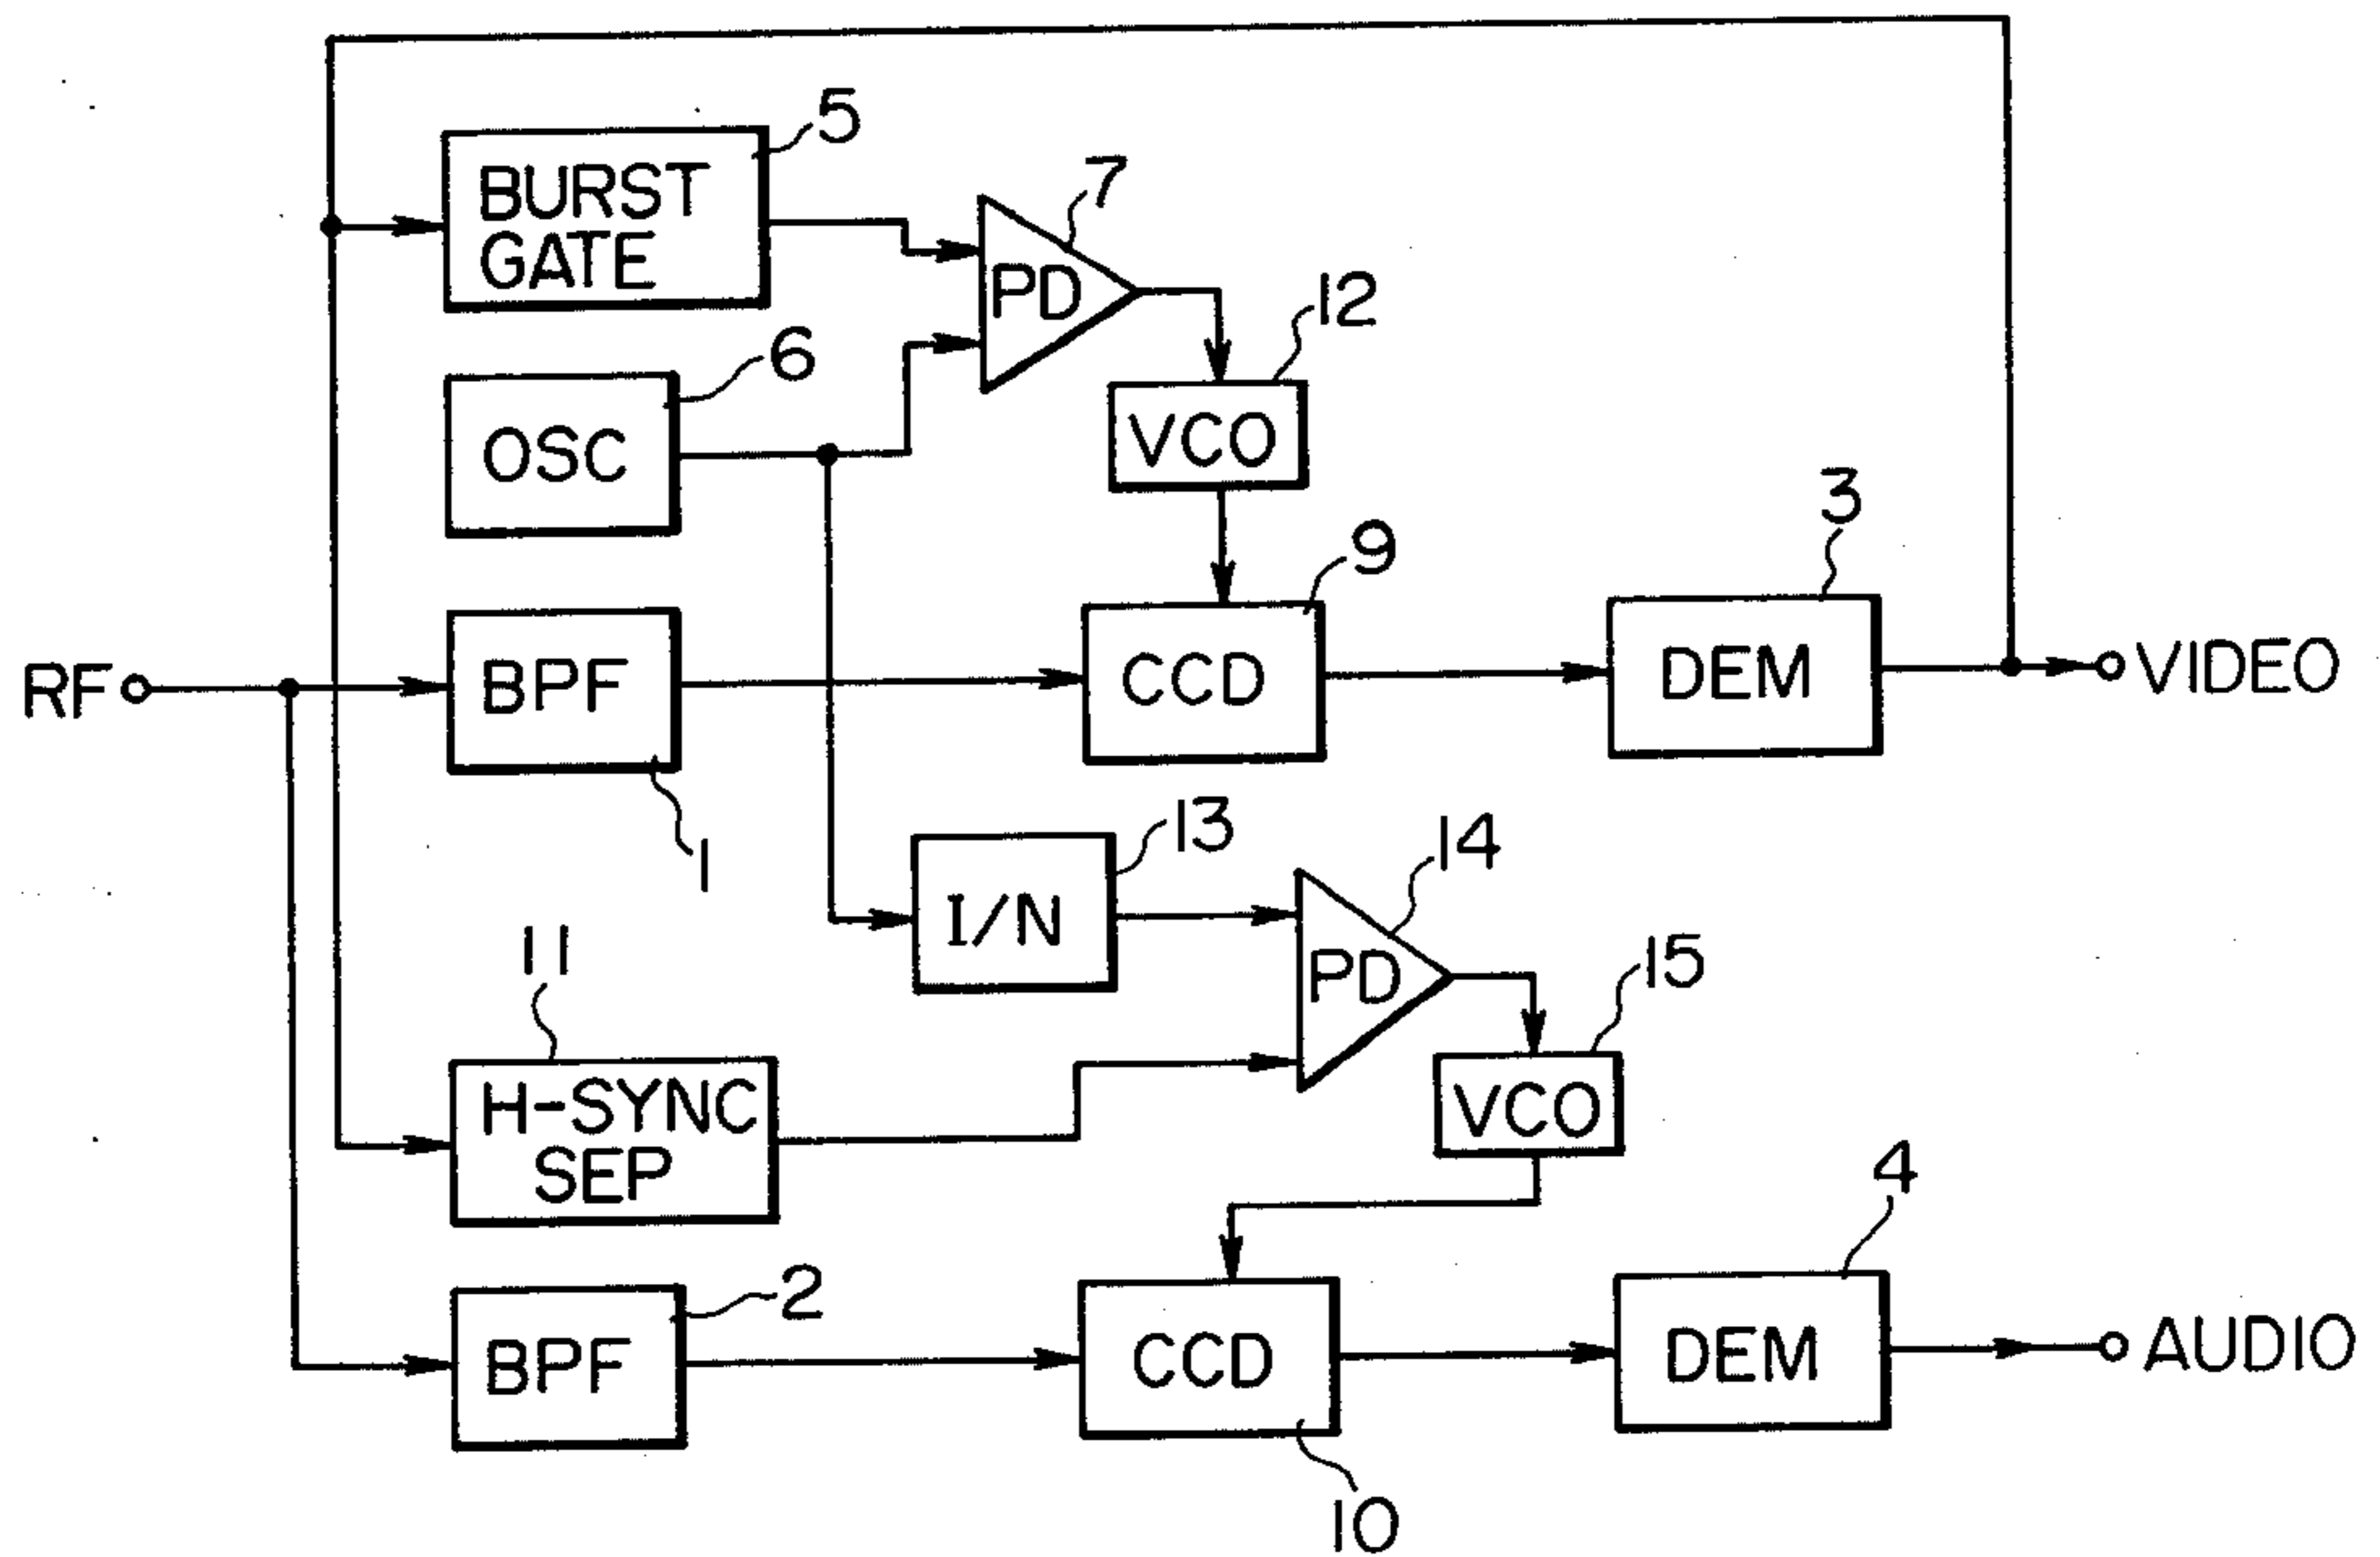 5
BURST
GATE
7
PD
12
6
OSC
VCO
3
9
RF
BPF
CCD
DEM
VIDEO
1
13
14
I/N
PD
15
11
H-SYNC
SEP
VCO
4
2
BPF
CCD
DEM
AUDIO
10